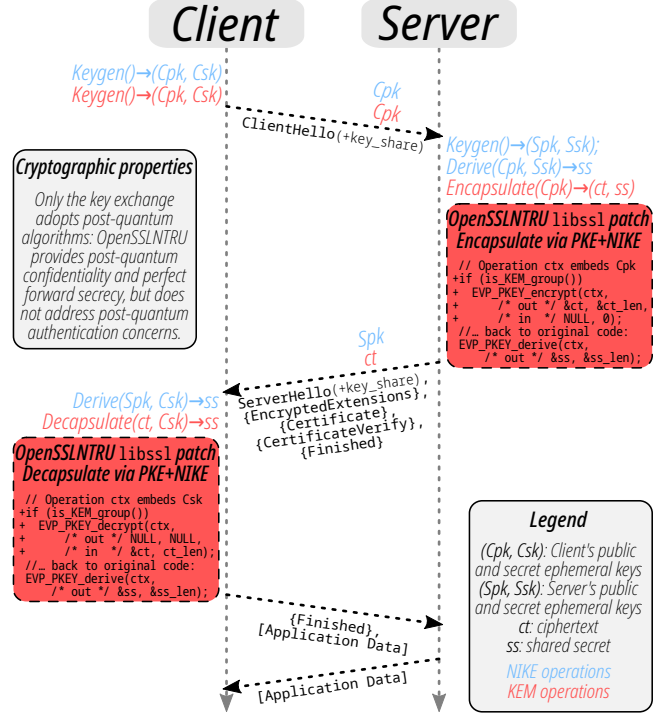 Client
Server
Keygen()→(Cpk, Csk)
Keygen()→(Cpk, Csk)
Cpk
Cpk
ClientHello(+key_share)
Keygen()→(Spk, Ssk);
Derive(Cpk, Ssk)→ss
Encapsulate(Cpk)→(ct, ss)
Cryptographic properties
Only the key exchange
adopts post-quantum
algorithms: OpenSSLNTRU
provides post-quantum
confidentiality and perfect
forward secrecy, but does
not address post-quantum
authentication concerns.
OpenSSLNTRU libssl patch
Encapsulate via PKE+NIKE
// Operation ctx embeds Cpk
+if (is_KEM_group())
+ EVP_PKEY_encrypt(ctx,
+ /* out */ &ct, &ct_len,
+ /* in */ NULL, 0);
//… back to original code:
EVP_PKEY_derive(ctx,
/* out */ &ss, &ss_len);
Spk
ct
ServerHello(+key_share),
{EncryptedExtensions},
{Certificate},
{CertificateVerify},
{Finished}
Derive(Spk, Csk)→ss
Decapsulate(ct, Csk)→ss
OpenSSLNTRU libssl patch
Decapsulate via PKE+NIKE
// Operation ctx embeds Csk
+if (is_KEM_group())
+ EVP_PKEY_decrypt(ctx,
+ /* out */ NULL, NULL,
+ /* in */ &ct, ct_len);
//… back to original code:
EVP_PKEY_derive(ctx,
/* out */ &ss, &ss_len);
{Finished},
[Application Data]
[Application Data]
Legend
(Cpk, Csk): Client's public
and secret ephemeral keys
(Spk, Ssk): Server's public
and secret ephemeral keys
ct: ciphertext
ss: shared secret
NIKE operations
KEM operations